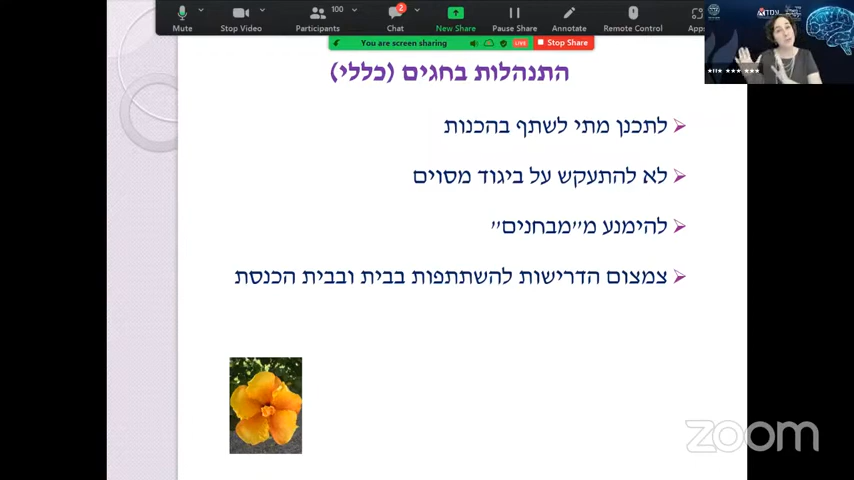 Mute
Stop Video
Participants
100
Chat
2
New Share
Pause Share
Annotate
Remote Control
You are screen sharing
LIVE
Stop Share
התנהלות בחגים (כללי)
לתכנן מתי לשתף בהכנות
לא להתעקש על ביגוד מסוים
להימנע מ״מבחנים״
צמצום הדרישות להשתתפות בבית ובבית הכנסת
zoom